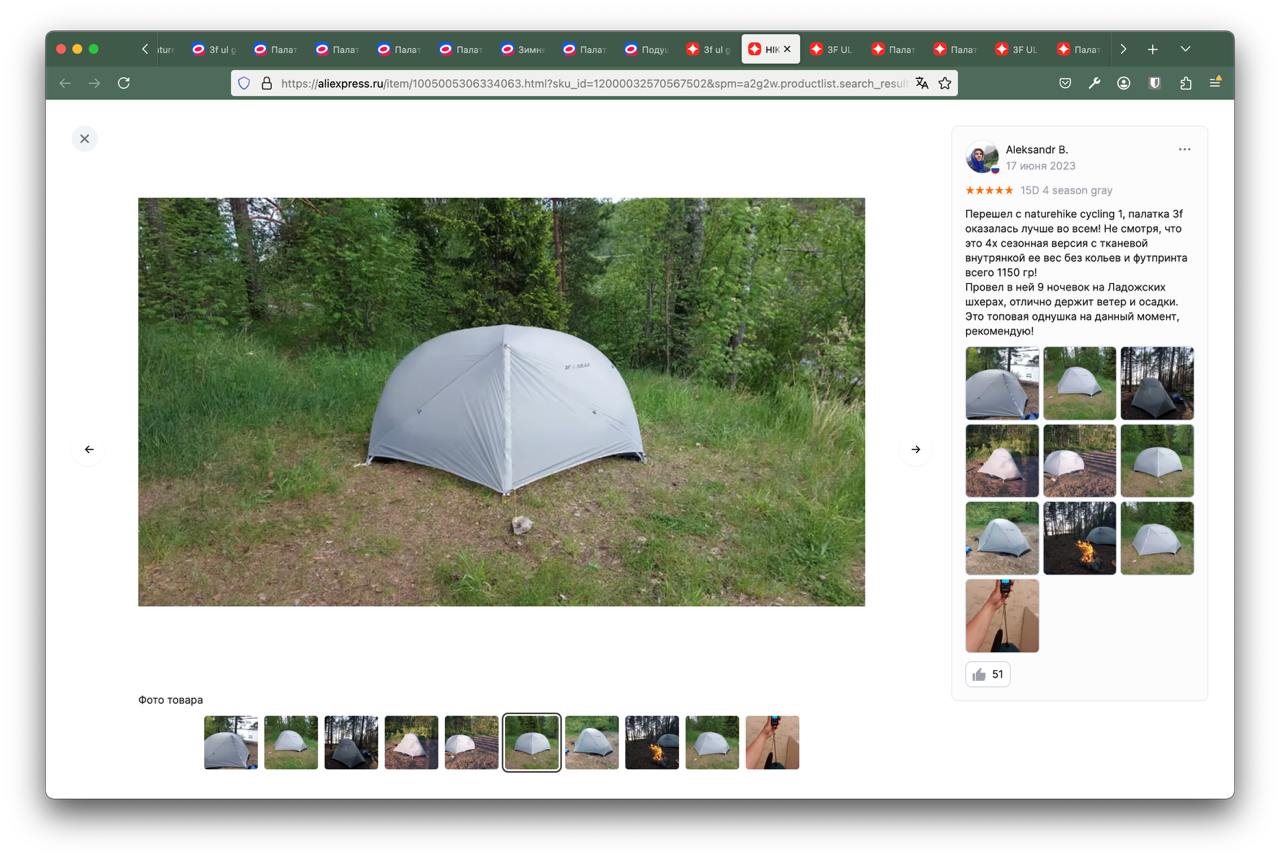 3f ul g
Палат
Палат
Палат
Палат
Зимн
Палат
Подуш
3f ul g
НІК
3F UL
Палат
Палат
3F UL
Палат
https://aliexpress.ru/item/1005005306334063.html?sku_id=12000032570567502&spm=a2g2w.productlist.search_resul
Aleksandr B.
17 июня 2023
15D 4 season gray
Перешел с naturehike cycling 1, палатка 3f
оказалась лучше во всем! Не смотря, что
это 4х сезонная версия с тканевой
внутрянкой ее вес без кольев и футпринта
всего 1150 гр!
Провел в ней 9 ночевок на Ладожских
шхерах, отлично держит ветер и осадки.
Это топовая однушка на данный момент,
рекомендую!
51
Фото товара